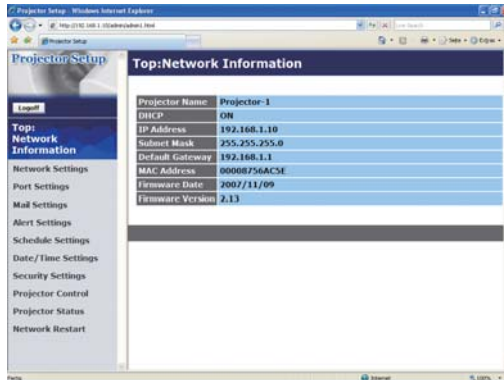 Projector Setup - Windows Internet Explorer
Projector Setup
Projector Setup
Logoff
Top:
Network
Information
Network Settings
Port Settings
Mail Settings
Alert Settings
Schedule Settings
Date/Time Settings
Security Settings
Projector Control
Projector Status
Network Restart
Top:Network Information
Projector Name Projector-1
DHCP ON
IP Address 192.168.1.10
Subnet Mask 255.255.255.0
Default Gateway 192.168.1.1
MAC Address 00008756AC5E
Firmware Date 2007/11/09
Firmware Version 2.13
Internet